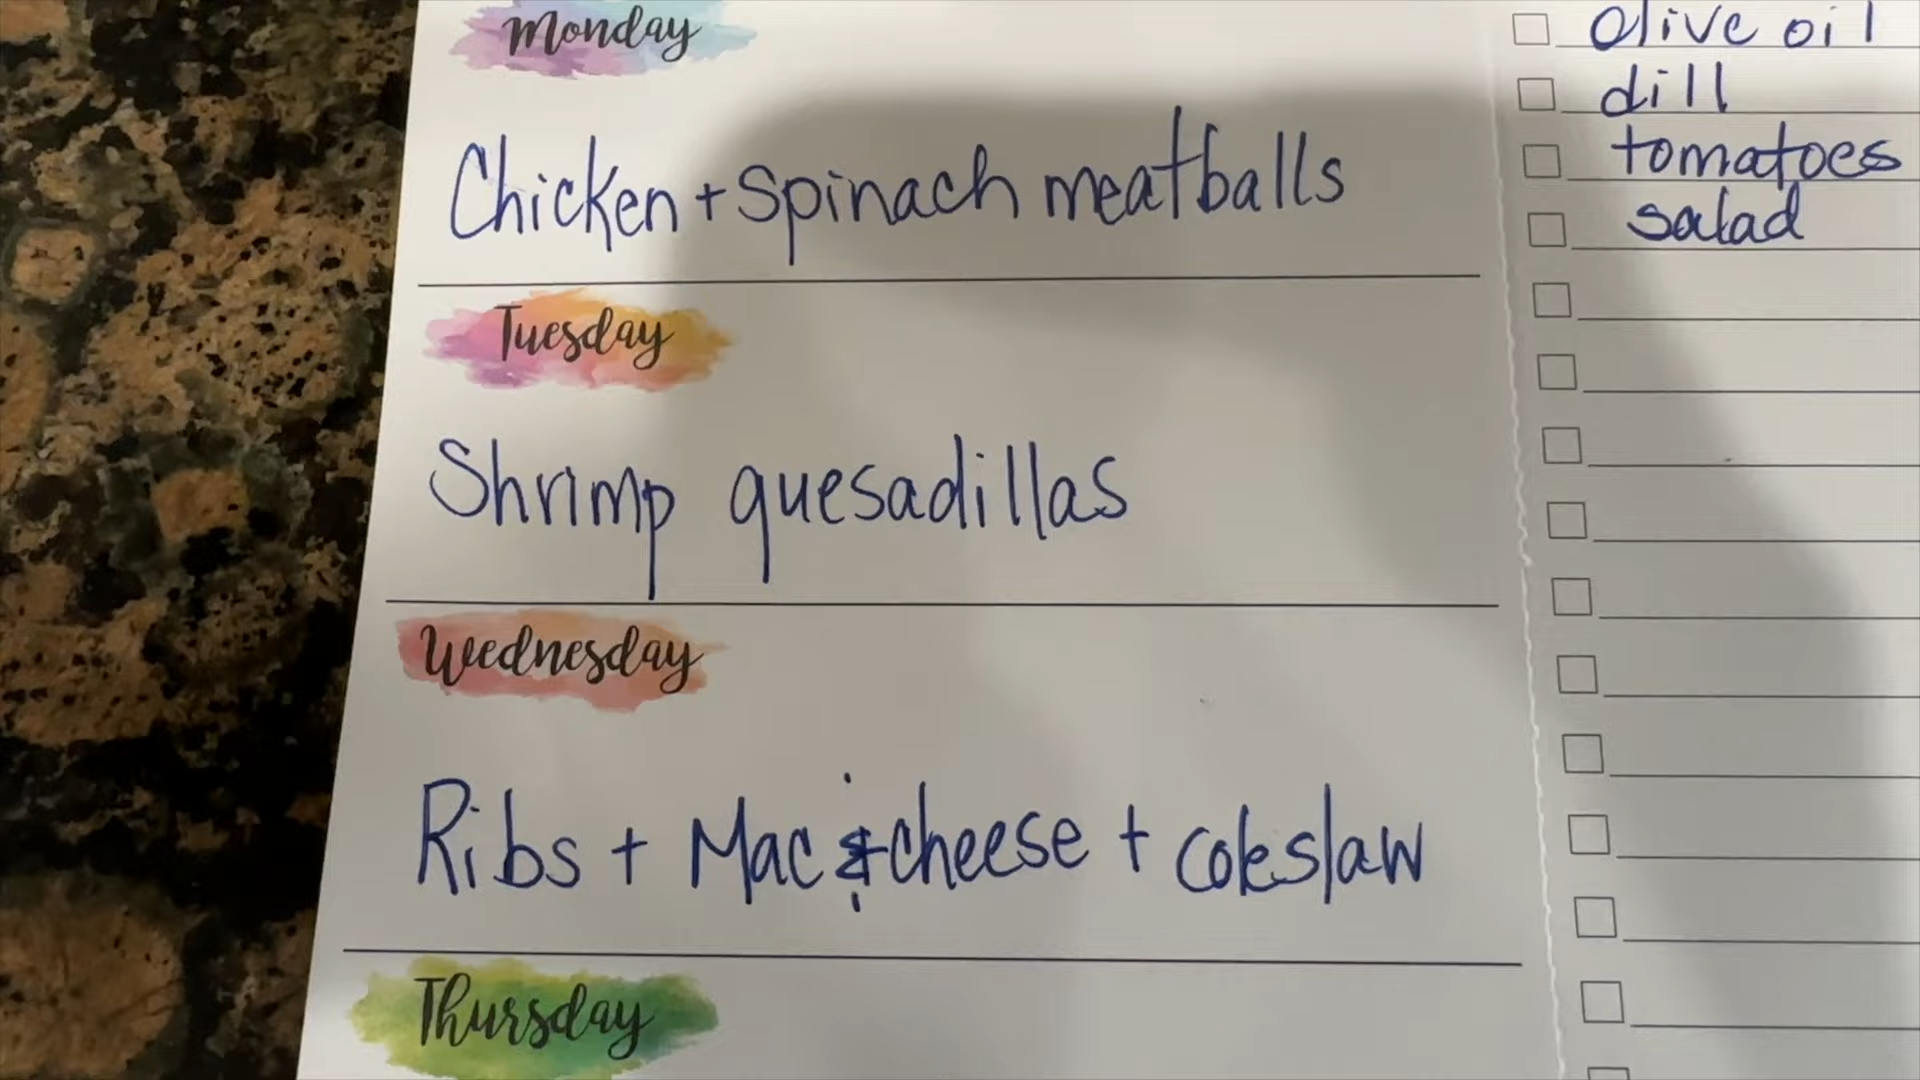 Monday
Chicken + Spinach meatballs
Tuesday
Shrimp quesadillas
Wednesday
Ribs + Mac & cheese + coleslaw
Thursday
olive oil
dill
tomatoes
salad